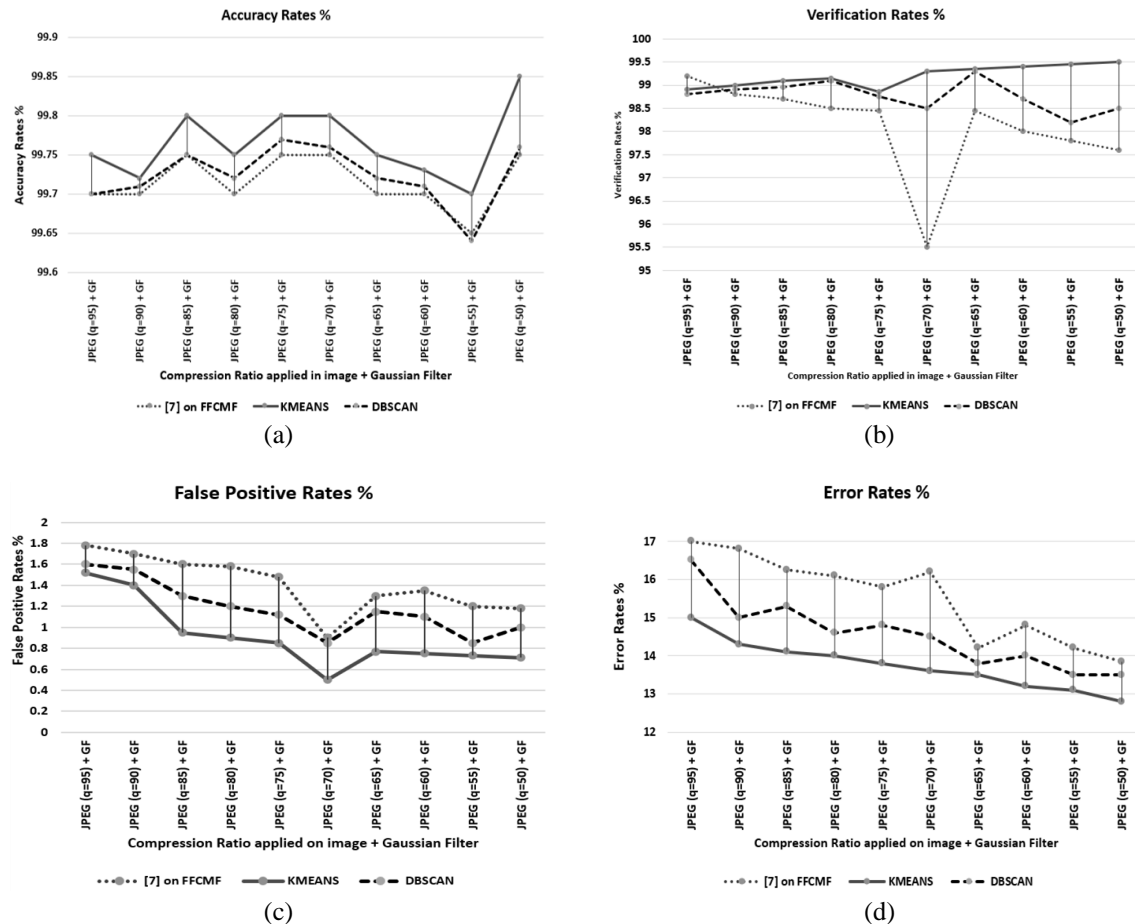 Accuracy Rates %
99.9
99.85
99.8
99.75
99.7
99.65
99.6
Accuracy Rates %
JPEG (q=95) + GF
JPEG (q=90) + GF
JPEG (q=85) + GF
JPEG (q=80) + GF
JPEG (q=75) + GF
JPEG (q=70) + GF
JPEG (q=65) + GF
JPEG (q=60) + GF
JPEG (q=55) + GF
JPEG (q=50) + GF
Compression Ratio applied in image + Gaussian Filter
[7] on FFCMF
KMEANS
DBSCAN
(a)
Verification Rates %
100
99.5
99
98.5
98
97.5
97
96.5
96
95.5
95
Verification Rates %
JPEG (q=95) + GF
JPEG (q=90) + GF
JPEG (q=85) + GF
JPEG (q=80) + GF
JPEG (q=75) + GF
JPEG (q=70) + GF
JPEG (q=65) + GF
JPEG (q=60) + GF
JPEG (q=55) + GF
JPEG (q=50) + GF
Compression Ratio applied in image + Gaussian Filter
[7] on FFCMF
KMEANS
DBSCAN
(b)
False Positive Rates %
2
1.8
1.6
1.4
1.2
1
0.8
0.6
0.4
0.2
0
False Positive Rates %
JPEG (q=95) + GF
JPEG (q=90) + GF
JPEG (q=85) + GF
JPEG (q=80) + GF
JPEG (q=75) + GF
JPEG (q=70) + GF
JPEG (q=65) + GF
JPEG (q=60) + GF
JPEG (q=55) + GF
JPEG (q=50) + GF
Compression Ratio applied on image + Gaussian Filter
[7] on FFCMF
KMEANS
DBSCAN
(c)
Error Rates %
17
16
15
14
13
12
Error Rates %
JPEG (q=95) + GF
JPEG (q=90) + GF
JPEG (q=85) + GF
JPEG (q=80) + GF
JPEG (q=75) + GF
JPEG (q=70) + GF
JPEG (q=65) + GF
JPEG (q=60) + GF
JPEG (q=55) + GF
JPEG (q=50) + GF
Compression Ratio applied on image + Gaussian Filter
[7] on FFCMF
KMEANS
DBSCAN
(d)